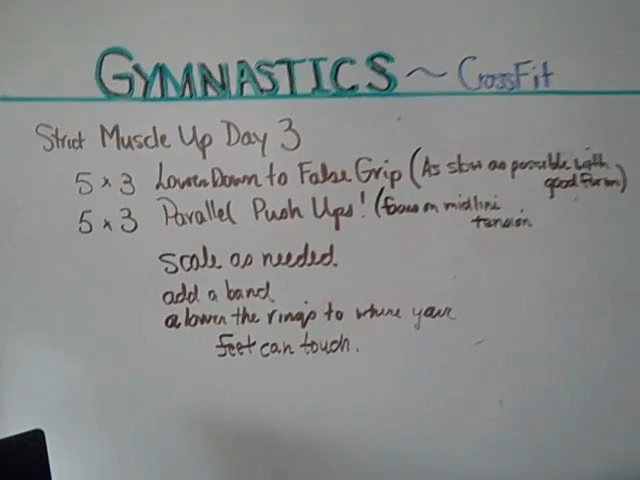 GYMNASTICS ~ CrossFit
Strict Muscle Up Day 3
5 x 3 Lower Down to False Grip (As slow as possible with
good Form)
5 x 3 Parallel Push Ups! (focus on midline
tension
scale as needed.
add a band
lower the rings to where your
feet can touch.